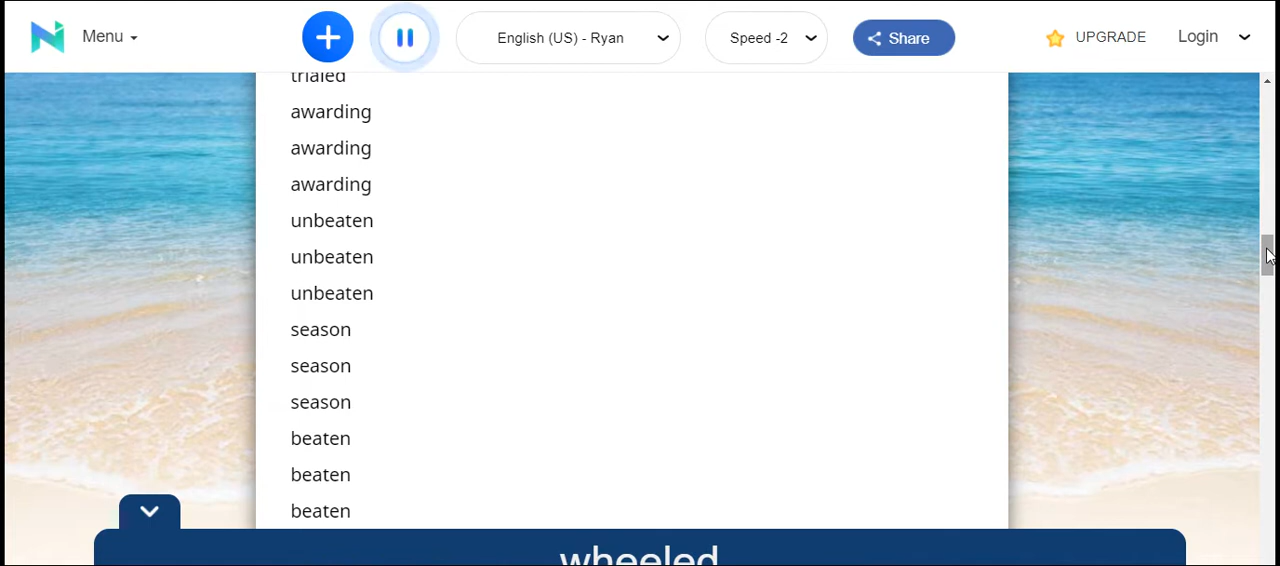 Menu
English (US) - Ryan
Speed -2
Share
UPGRADE
Login
trialed
awarding
awarding
awarding
unbeaten
unbeaten
unbeaten
season
season
season
beaten
beaten
beaten
wheeled